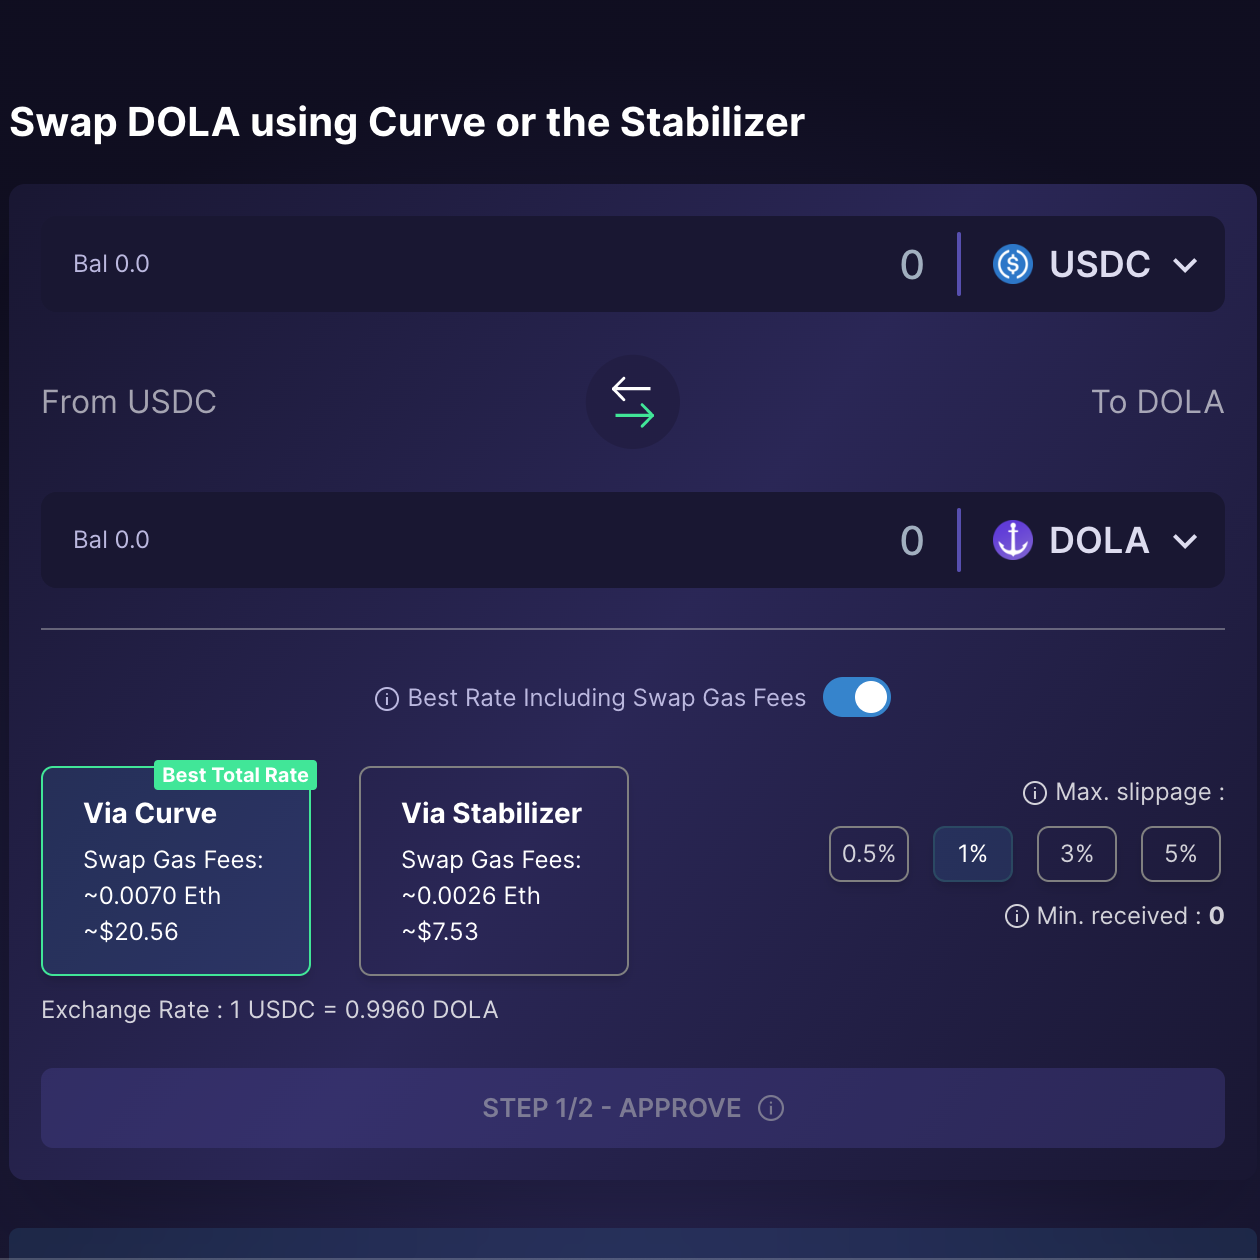 Swap DOLA using Curve or the Stabilizer
Bal 0.0
0
USDC
From USDC
To DOLA
Bal 0.0
0
DOLA
Best Rate Including Swap Gas Fees
Best Total Rate
Via Curve
Swap Gas Fees:
~0.0070 Eth
~$20.56
Via Stabilizer
Swap Gas Fees:
~0.0026 Eth
~$7.53
Max. slippage :
0.5%
1%
3%
5%
Min. received : 0
Exchange Rate : 1 USDC = 0.9960 DOLA
STEP 1/2 - APPROVE